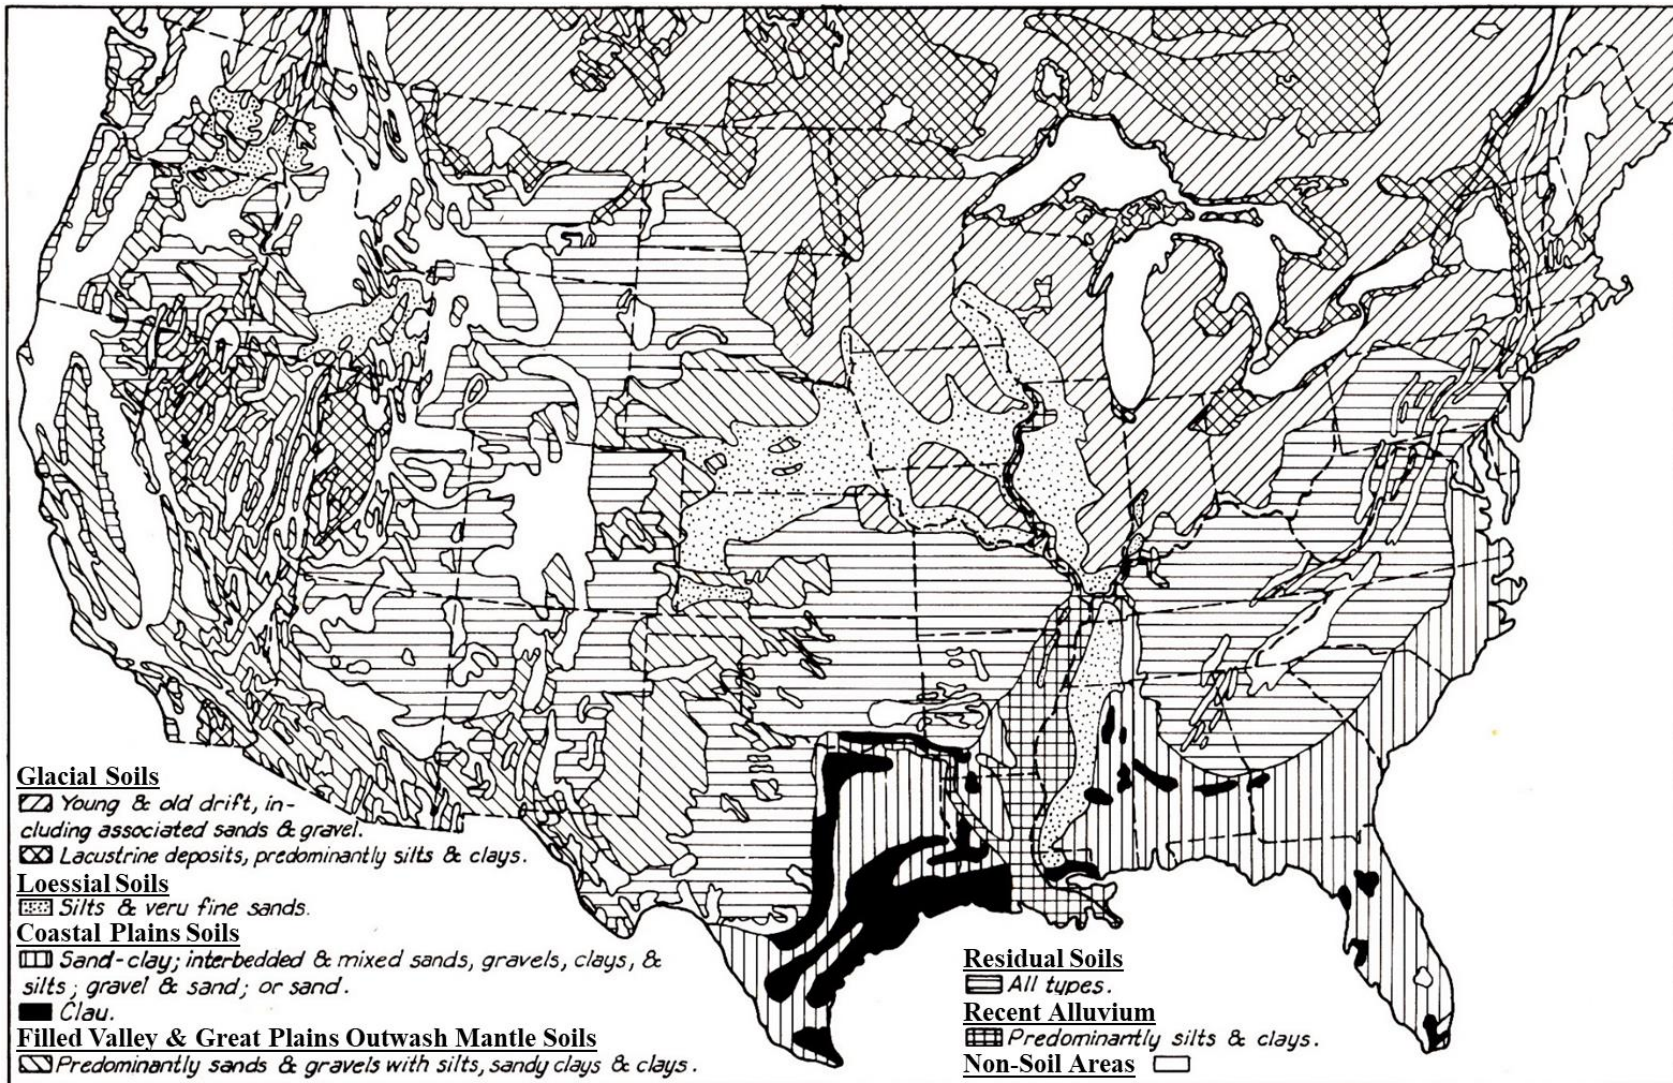 Glacial Soils
Young & old drift, in-
cluding associated sands & gravel.
Lacustrine deposits, predominantly silts & clays.
Loessial Soils
Silts & veru fine sands.
Coastal Plains Soils
Sand-clay; interbedded & mixed sands, gravels, clays, &
silts; gravel & sand; or sand.
Clau.
Filled Valley & Great Plains Outwash Mantle Soils
Predominantly sands & gravels with silts, sandy clays & clays.
Residual Soils
All types.
Recent Alluvium
Predominantly silts & clays.
Non-Soil Areas